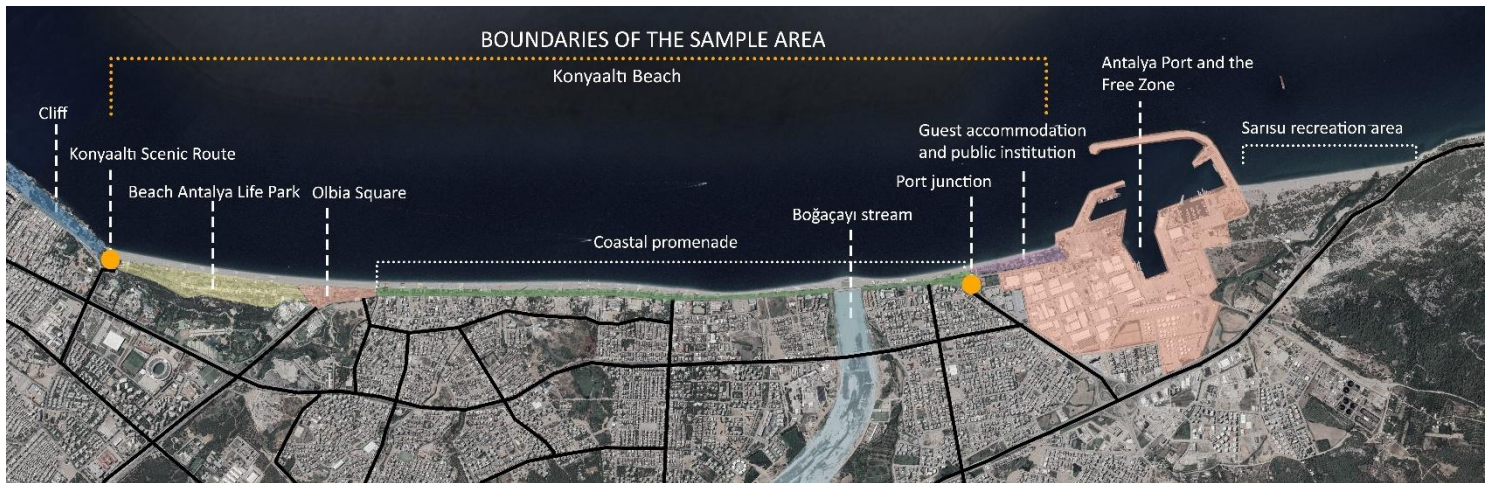 BOUNDARIES OF THE SAMPLE AREA
Konyaaltı Beach
Antalya Port and the
Free Zone
Cliff
Guest accommodation
and public institution
Sarısu recreation area
Konyaaltı Scenic Route
Port junction
Beach Antalya Life Park
Olbia Square
Boğaçayı stream
Coastal promenade